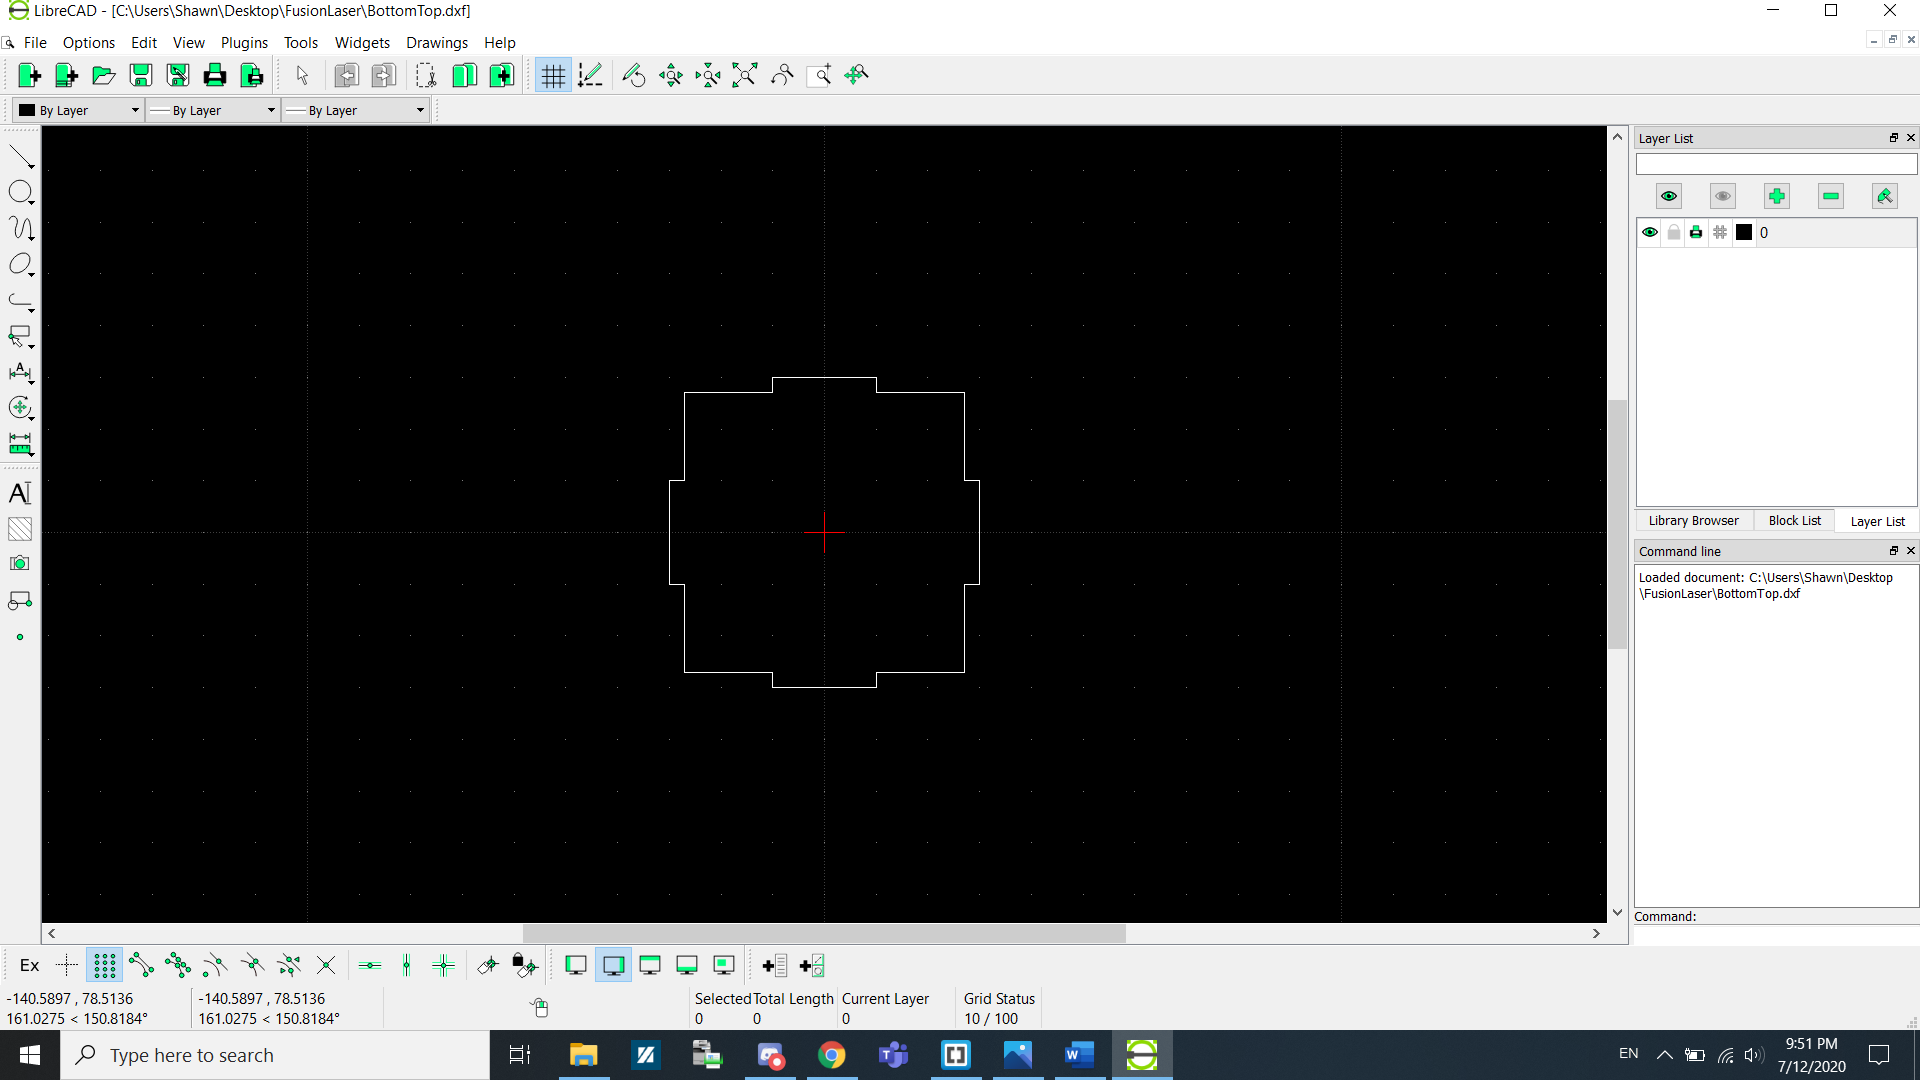 LibreCAD - [C:\Users\Shawn\Desktop\FusionLaser\BottomTop.dxf]
File Options Edit View Plugins Tools Widgets Drawings Help
By Layer By Layer By Layer
Layer List
0
Library Browser Block List Layer List
Command line
Loaded document: C:\Users\Shawn\Desktop
\FusionLaser\BottomTop.dxf
Command:
Ex
-140.5897 , 78.5136 -140.5897 , 78.5136 Selected Total Length Current Layer Grid Status
161.0275 < 150.8184° 161.0275 < 150.8184° 0 0 0 10 / 100
Type here to search
EN
9:51 PM
7/12/2020